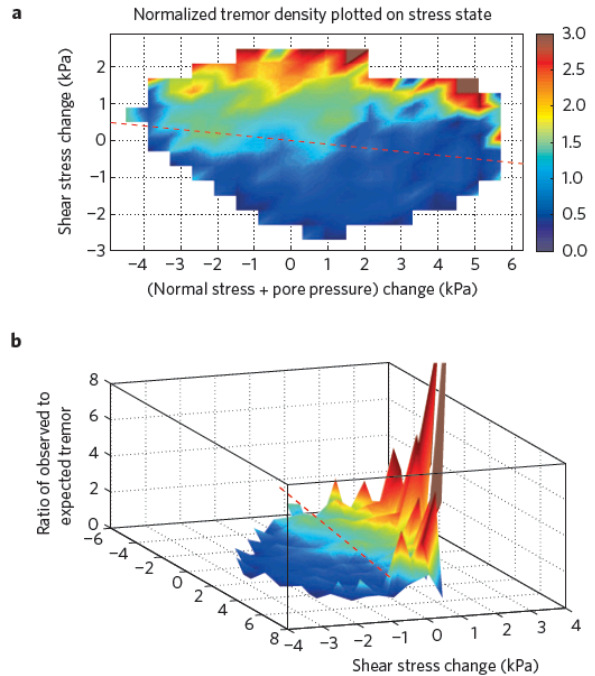 a
Normalized tremor density plotted on stress state
Shear stress change (kPa)
2
1
0
−1
−2
−3
−4 −3 −2 −1 0 1 2 3 4 5 6
(Normal stress + pore pressure) change (kPa)
3.0
2.5
2.0
1.5
1.0
0.5
0.0
b
Ratio of observed to
expected tremor
8
6
4
2
0
−6
−4
−2
0
2
4
6
8
−4 −3 −2 −1 0 1 2 3 4
Shear stress change (kPa)